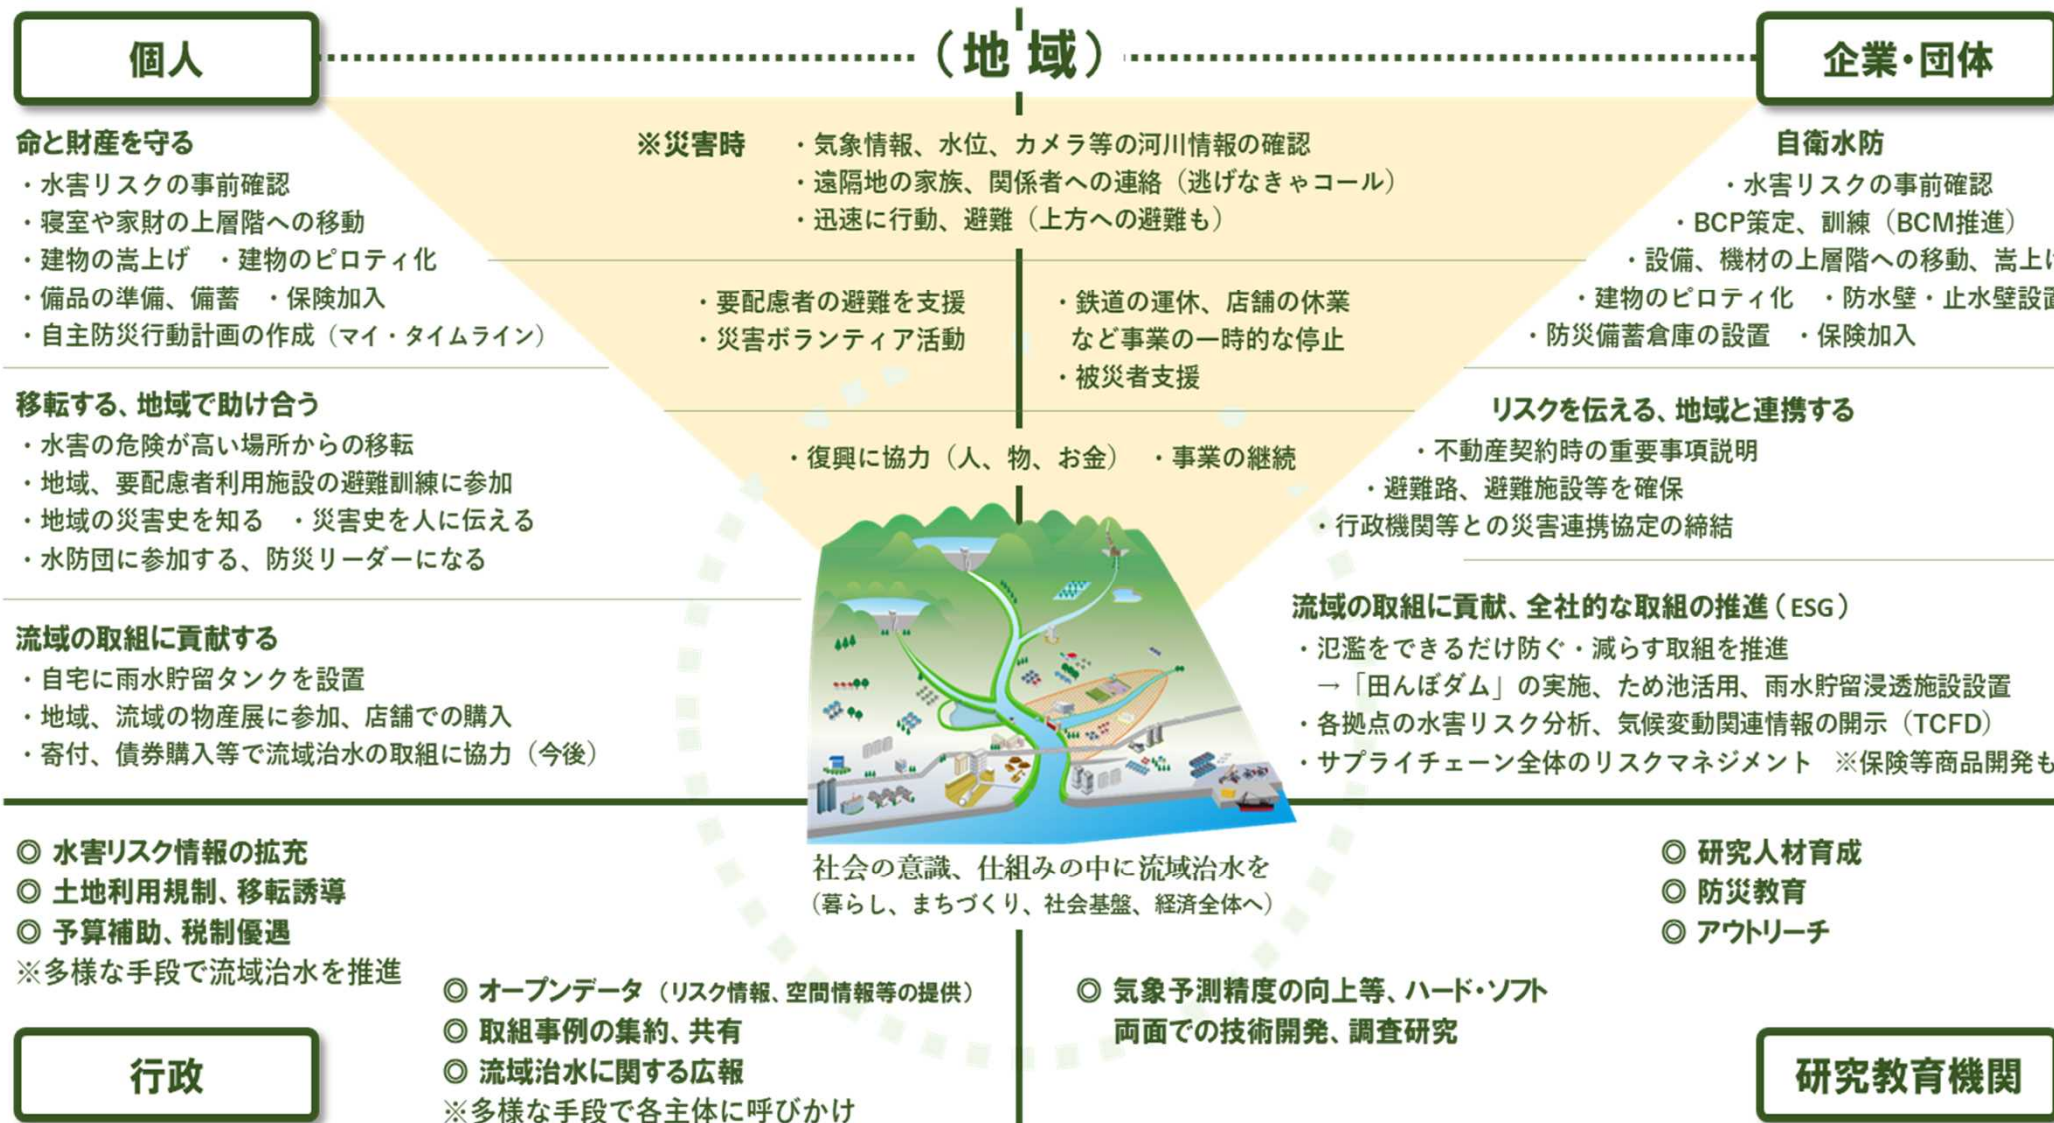 個人
（地域）
企業・団体
命と財産を守る
・水害リスクの事前確認
・寝室や家財の上層階への移動
・建物の嵩上げ　・建物のピロティ化
・備品の準備、備蓄　・保険加入
・自主防災行動計画の作成（マイ・タイムライン）
移転する、地域で助け合う
・水害の危険が高い場所からの移転
・地域、要配慮者利用施設の避難訓練に参加
・地域の災害史を知る　・災害史を人に伝える
・水防団に参加する、防災リーダーになる
流域の取組に貢献する
・自宅に雨水貯留タンクを設置
・地域、流域の物産展に参加、店舗での購入
・寄付、債券購入等で流域治水の取組に協力（今後）
※災害時　・気象情報、水位、カメラ等の河川情報の確認
・遠隔地の家族、関係者への連絡（逃げなきゃコール）
・迅速に行動、避難（上方への避難も）
・要配慮者の避難を支援
・災害ボランティア活動
・鉄道の運休、店舗の休業
など事業の一時的な停止
・被災者支援
・復興に協力（人、物、お金）　・事業の継続
自衛水防
・水害リスクの事前確認
・BCP策定、訓練（BCM推進）
・設備、機材の上層階への移動、嵩上げ
・建物のピロティ化　・防水壁・止水壁設置
・防災備蓄倉庫の設置　・保険加入
リスクを伝える、地域と連携する
・不動産契約時の重要事項説明
・避難路、避難施設等を確保
・行政機関等との災害連携協定の締結
流域の取組に貢献、全社的な取組の推進（ESG）
・氾濫をできるだけ防ぐ・減らす取組を推進
→「田んぼダム」の実施、ため池活用、雨水貯留浸透施設設置
・各拠点の水害リスク分析、気候変動関連情報の開示（TCFD）
・サプライチェーン全体のリスクマネジメント　※保険等商品開発も
社会の意識、仕組みの中に流域治水を
（暮らし、まちづくり、社会基盤、経済全体へ）
◎ 水害リスク情報の拡充
◎ 土地利用規制、移転誘導
◎ 予算補助、税制優遇
※多様な手段で流域治水を推進
行政
◎ オープンデータ（リスク情報、空間情報等の提供）
◎ 取組事例の集約、共有
◎ 流域治水に関する広報
※多様な手段で各主体に呼びかけ
◎ 気象予測精度の向上等、ハード・ソフト
両面での技術開発、調査研究
◎ 研究人材育成
◎ 防災教育
◎ アウトリーチ
研究教育機関